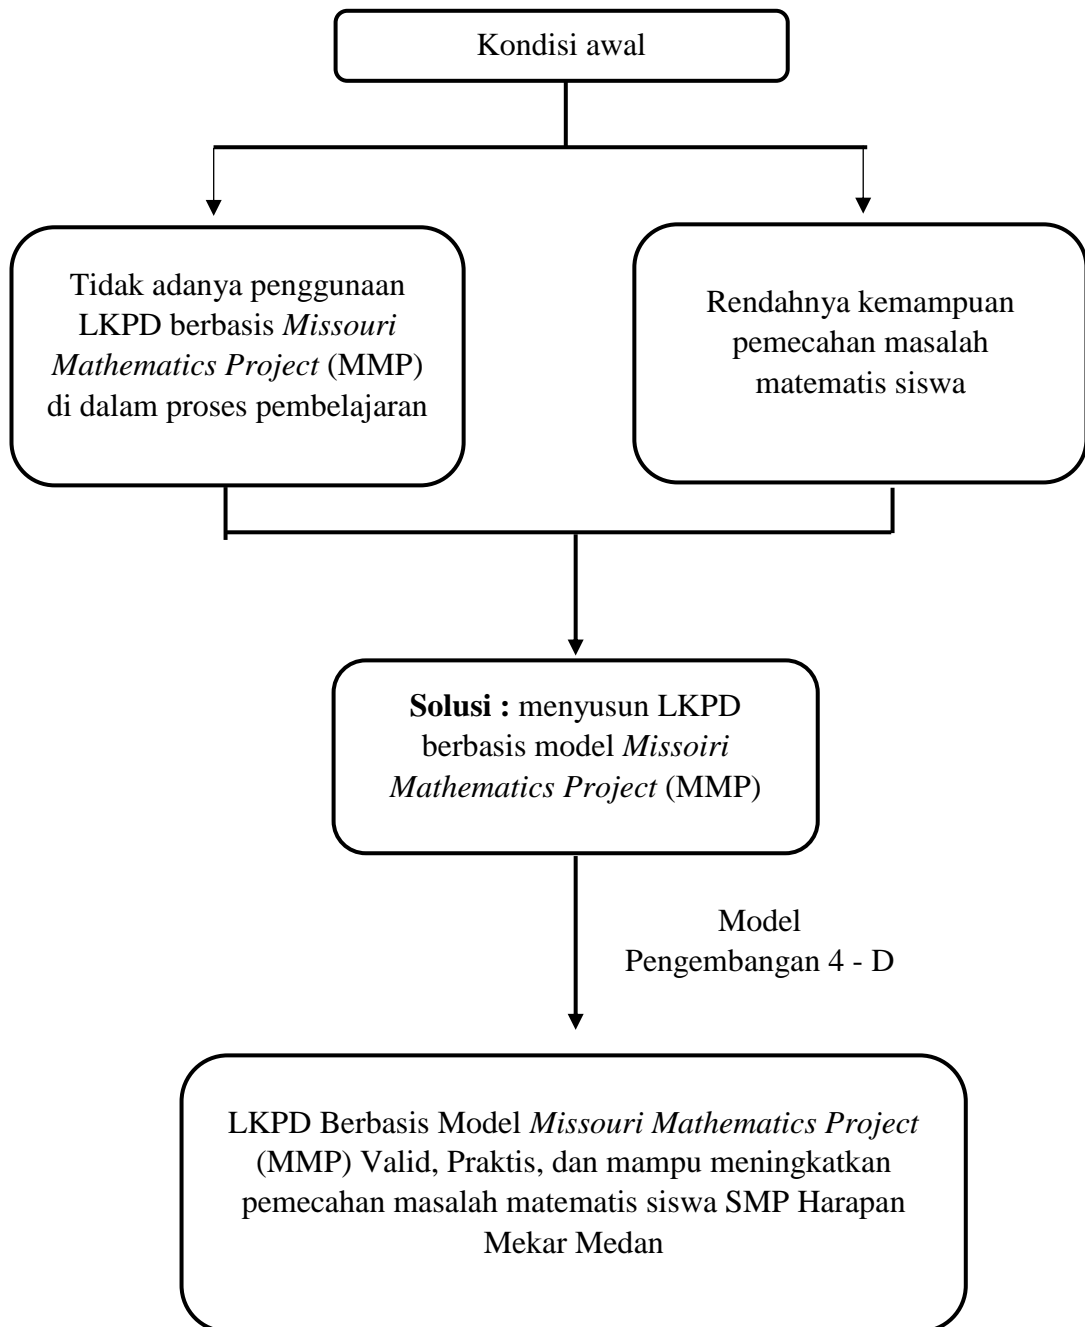 Kondisi awal
Tidak adanya penggunaan
LKPD berbasis Missouri
Mathematics Project (MMP)
di dalam proses pembelajaran
Rendahnya kemampuan
pemecahan masalah
matematis siswa
Solusi : menyusun LKPD
berbasis model Missoiri
Mathematics Project (MMP)
Model
Pengembangan 4 - D
LKPD Berbasis Model Missouri Mathematics Project
(MMP) Valid, Praktis, dan mampu meningkatkan
pemecahan masalah matematis siswa SMP Harapan
Mekar Medan